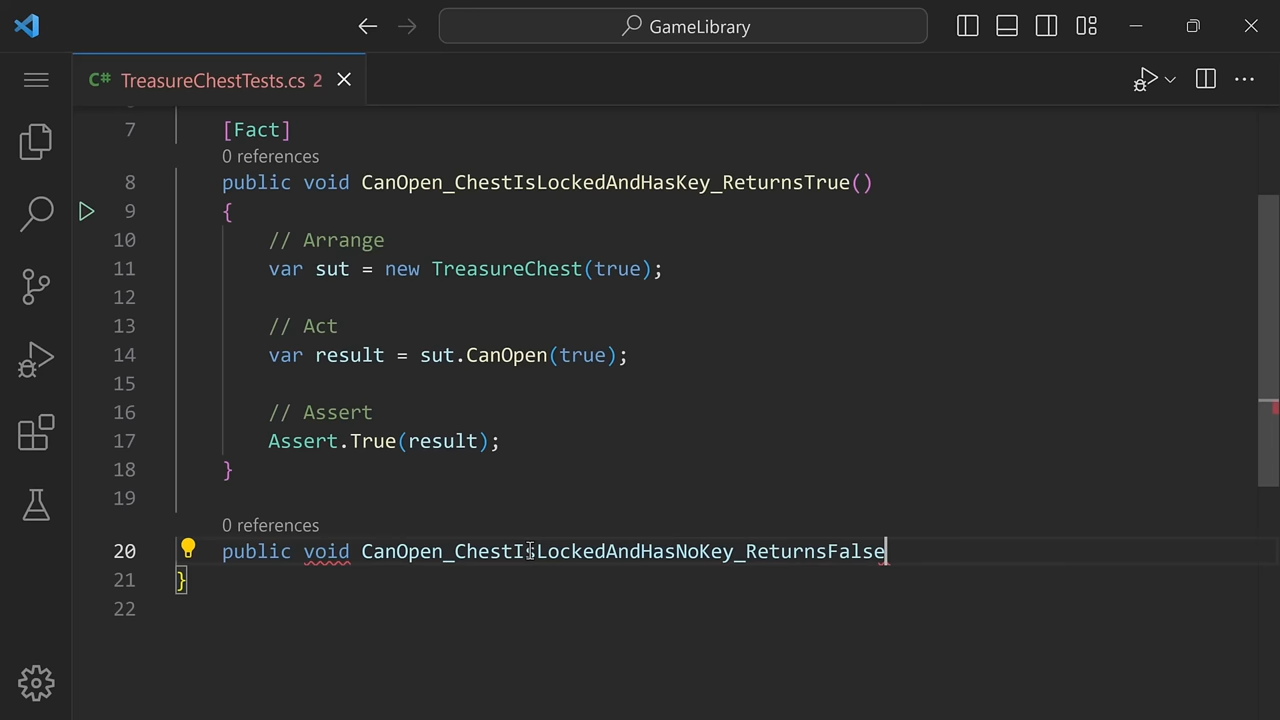 GameLibrary
C# TreasureChestTests.cs 2
7 [Fact]
0 references
8 public void CanOpen_ChestIsLockedAndHasKey_ReturnsTrue()
9 {
10 // Arrange
11 var sut = new TreasureChest(true);
12
13 // Act
14 var result = sut.CanOpen(true);
15
16 // Assert
17 Assert.True(result);
18 }
19
0 references
20 public void CanOpen_ChestIsLockedAndHasNoKey_ReturnsFalse
21 }
22